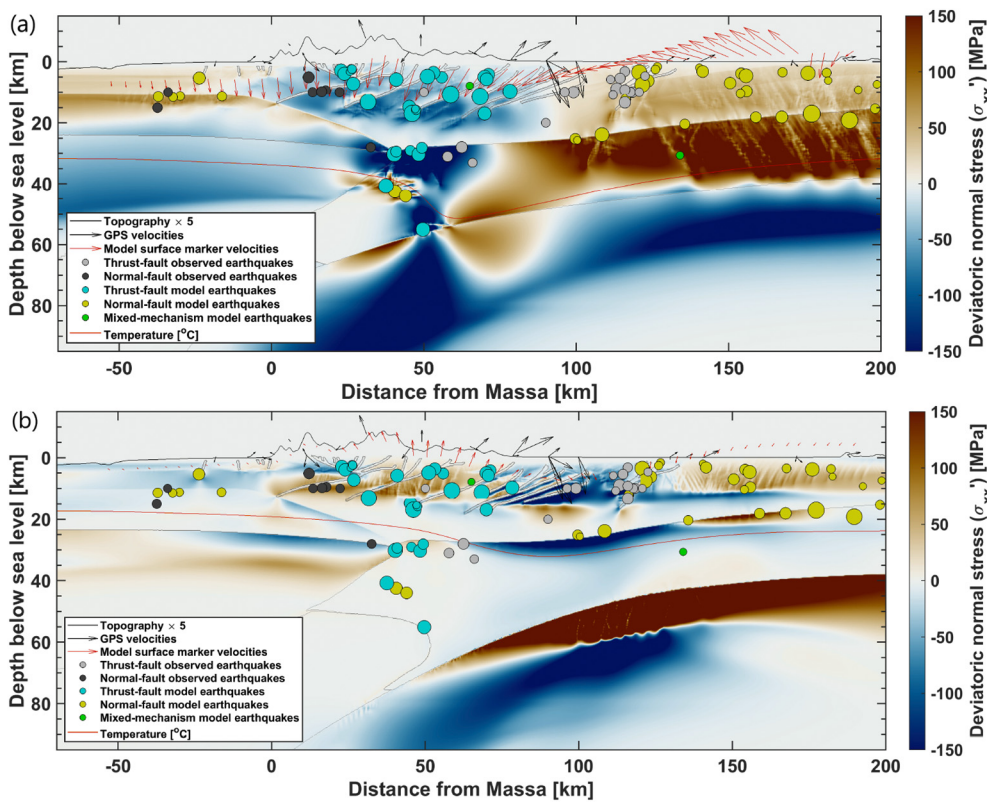 (a)
150
100
50
0
-50
-100
-150
Deviatoric normal stress (σxx') [MPa]
0
20
40
60
80
Depth below sea level [km]
Topography × 5
GPS velocities
Model surface marker velocities
Thrust-fault observed earthquakes
Normal-fault observed earthquakes
Thrust-fault model earthquakes
Normal-fault model earthquakes
Mixed-mechanism model earthquakes
Temperature [°C]
-50 0 50 100 150 200
Distance from Massa [km]
(b)
150
100
50
0
-50
-100
-150
Deviatoric normal stress (σxx') [MPa]
0
20
40
60
80
Depth below sea level [km]
Topography × 5
GPS velocities
Model surface marker velocities
Thrust-fault observed earthquakes
Normal-fault observed earthquakes
Thrust-fault model earthquakes
Normal-fault model earthquakes
Mixed-mechanism model earthquakes
Temperature [°C]
-50 0 50 100 150 200
Distance from Massa [km]